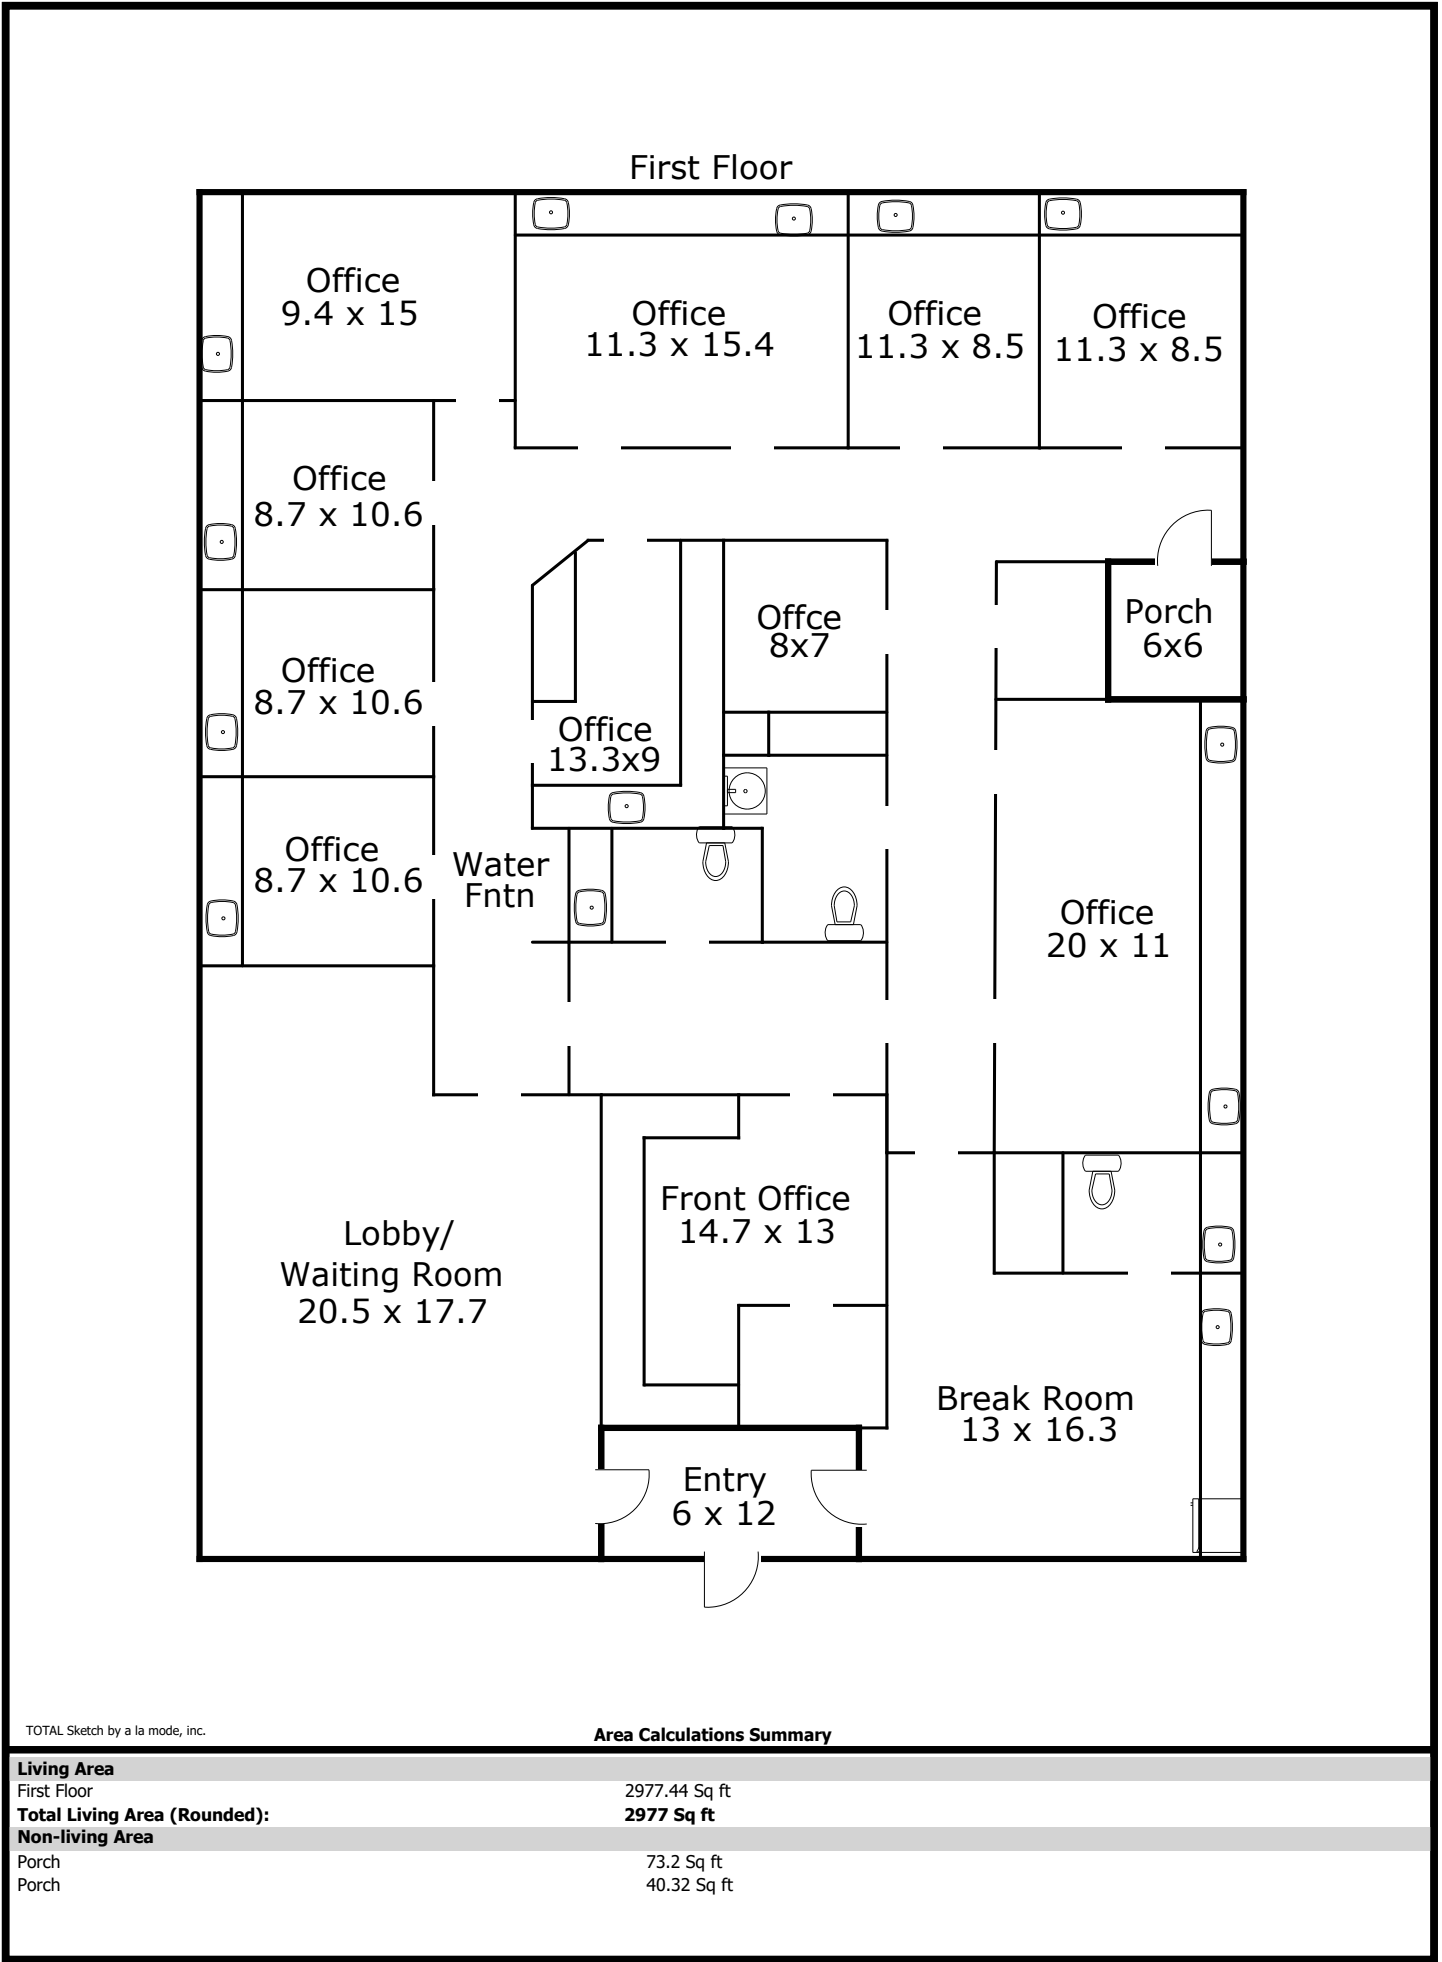 First Floor
Office
9.4 x 15
Office
11.3 x 15.4
Office
11.3 x 8.5
Office
11.3 x 8.5
Office
8.7 x 10.6
Offce
8x7
Porch
6x6
Office
8.7 x 10.6
Office
13.3x9
Office
8.7 x 10.6
Water
Fntn
Office
20 x 11
Front Office
14.7 x 13
Lobby/
Waiting Room
20.5 x 17.7
Break Room
13 x 16.3
Entry
6 x 12
TOTAL Sketch by a la mode, inc.
Area Calculations Summary
Living Area
First Floor 2977.44 Sq ft
Total Living Area (Rounded): 2977 Sq ft
Non-living Area
Porch 73.2 Sq ft
Porch 40.32 Sq ft